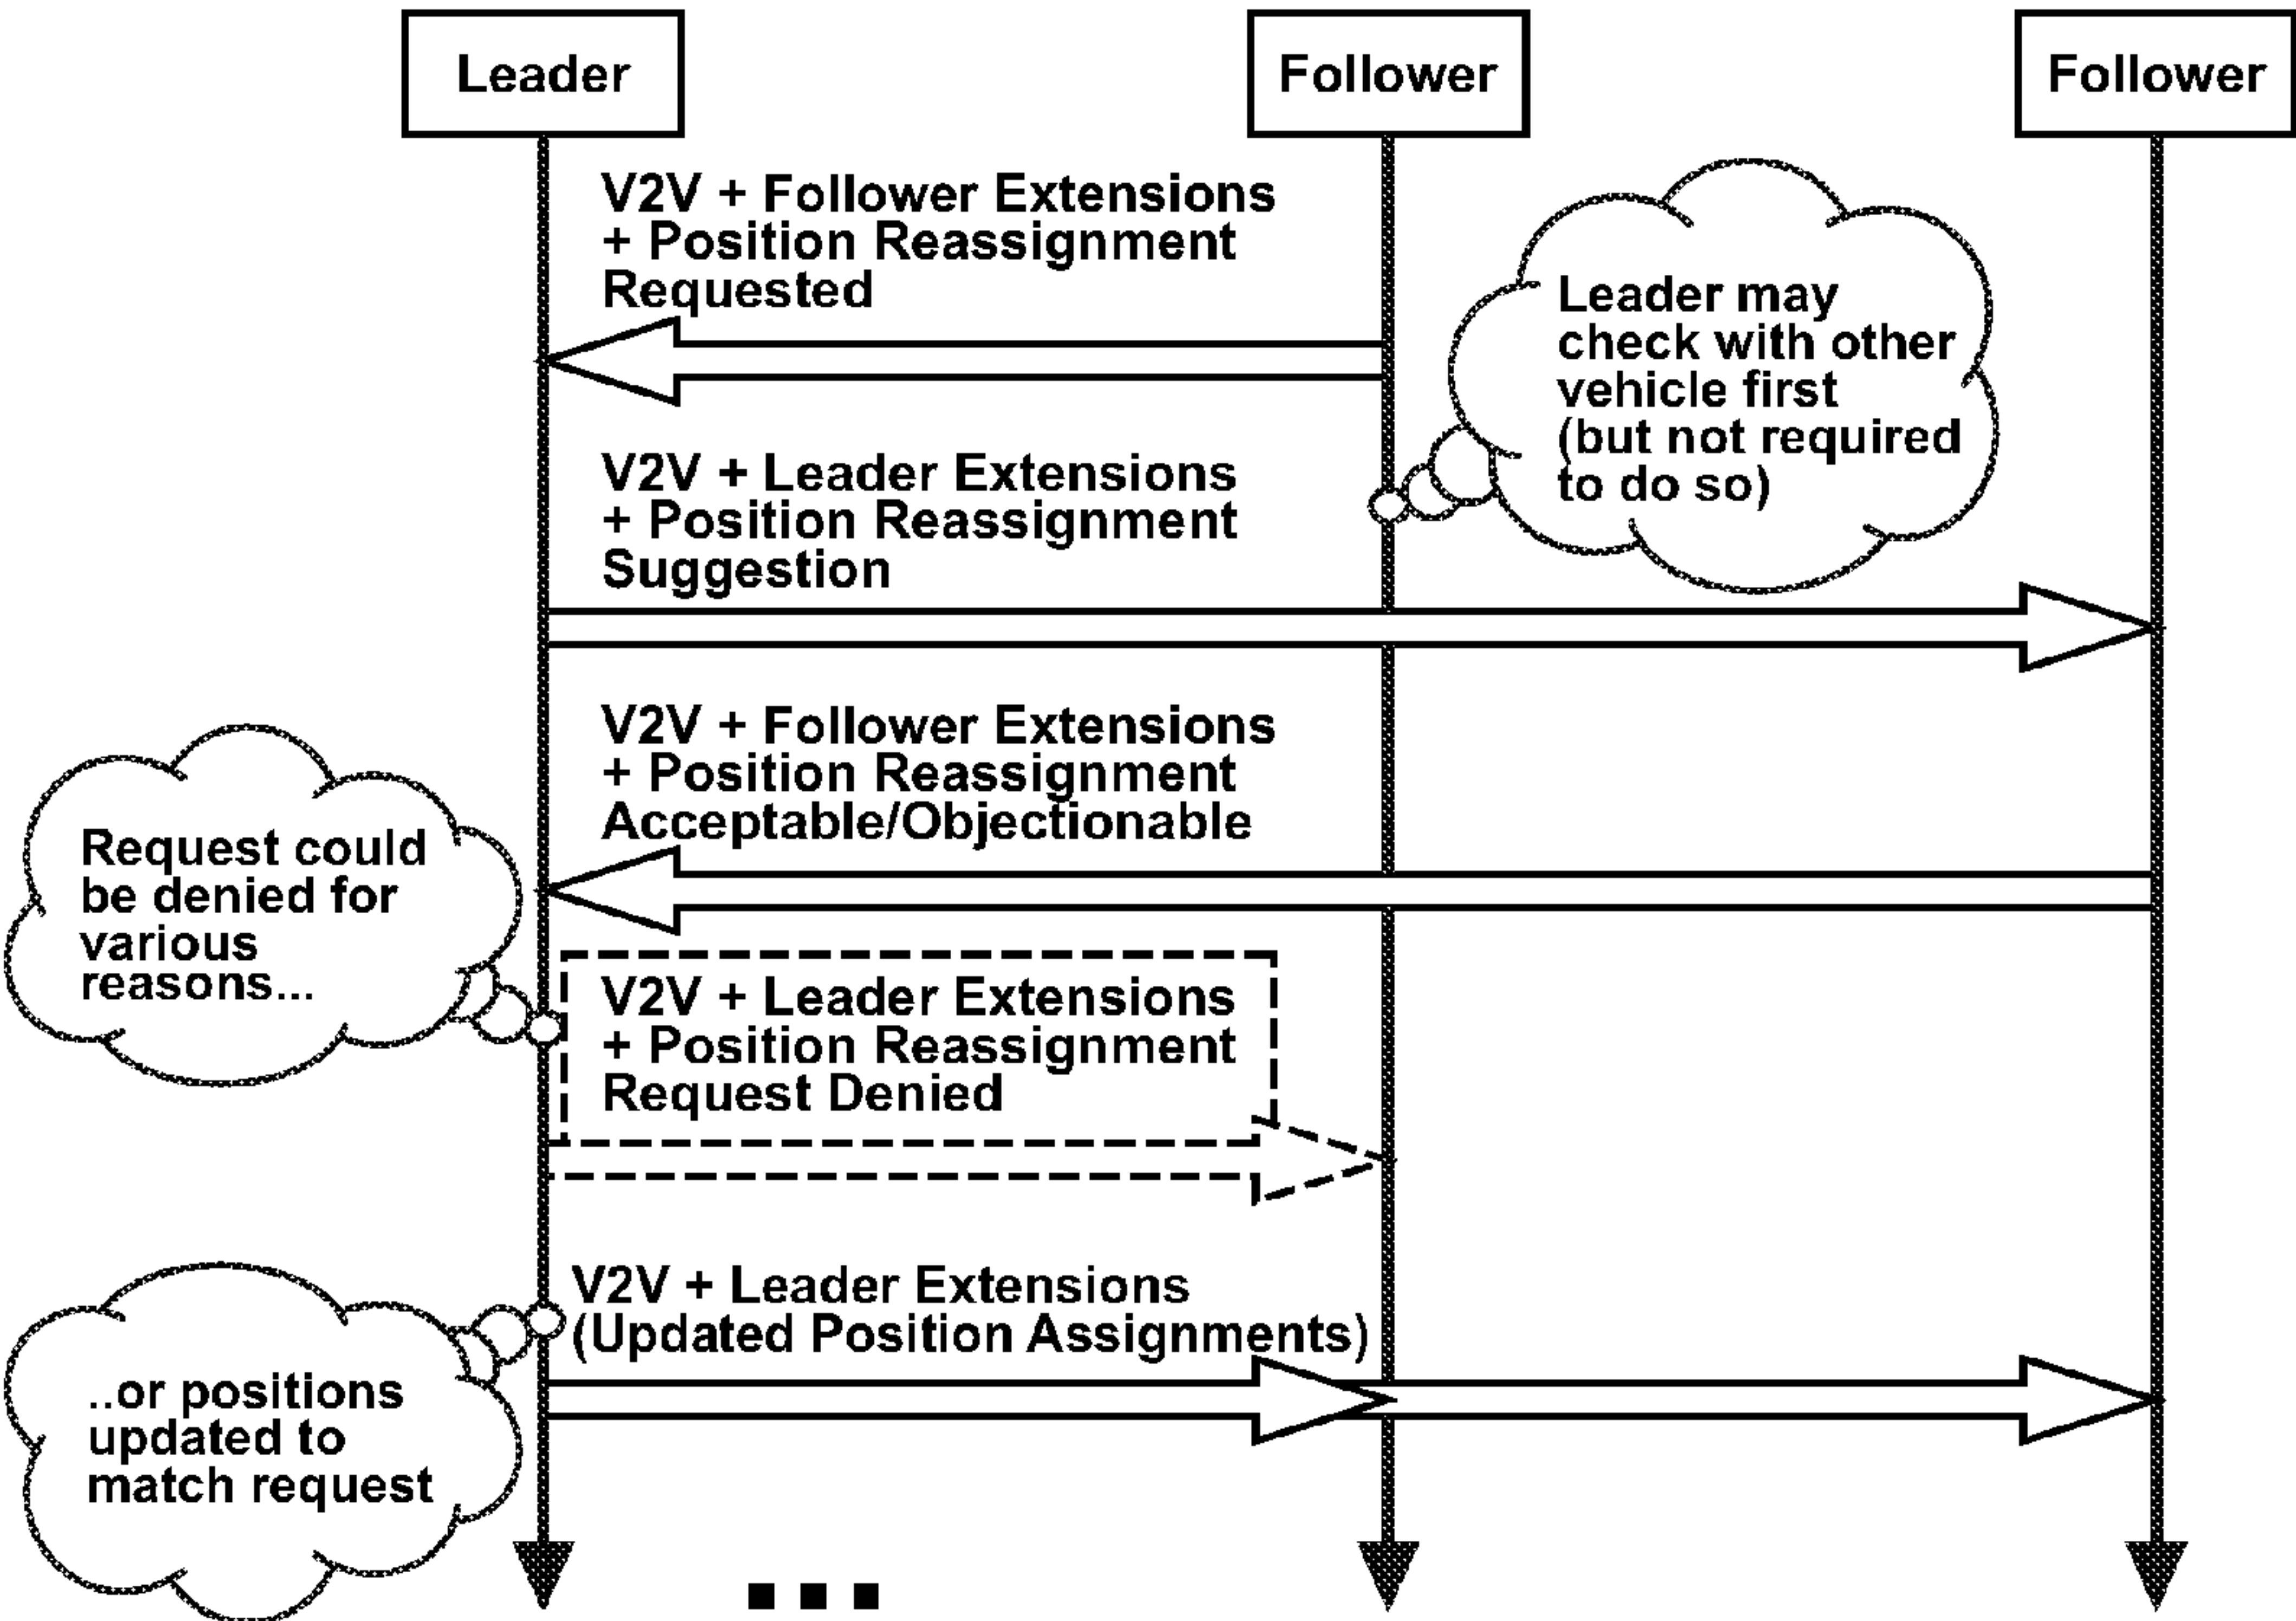 Leader
Follower
Follower
V2V + Follower Extensions
+ Position Reassignment
Requested
Leader may
check with other
vehicle first
(but not required
to do so)
V2V + Leader Extensions
+ Position Reassignment
Suggestion
V2V + Follower Extensions
+ Position Reassignment
Acceptable/Objectionable
Request could
be denied for
various
reasons...
V2V + Leader Extensions
+ Position Reassignment
Request Denied
V2V + Leader Extensions
(Updated Position Assignments)
..or positions
updated to
match request
...